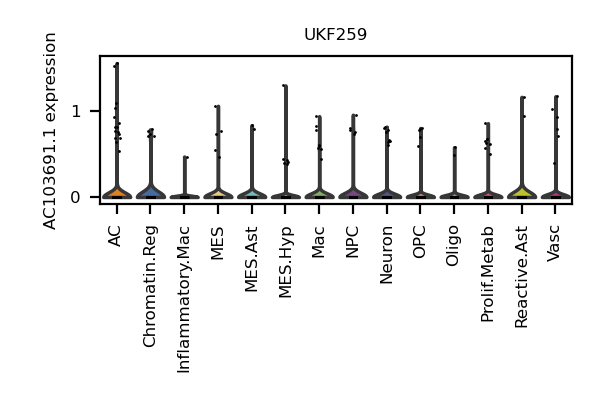 UKF259
AC103691.1 expression
1
0
AC
Chromatin.Reg
Inflammatory.Mac
MES
MES.Ast
MES.Hyp
Mac
NPC
Neuron
OPC
Oligo
Prolif.Metab
Reactive.Ast
Vasc